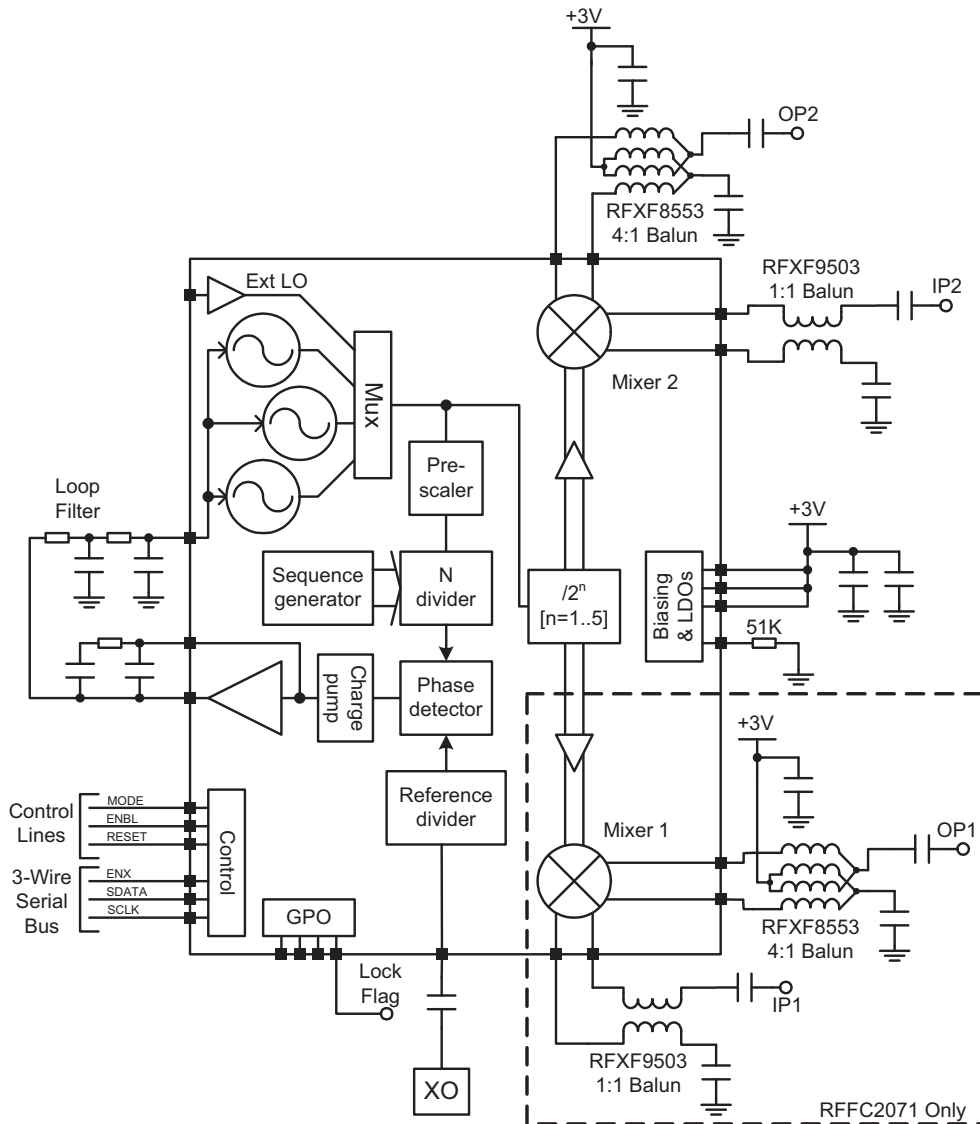 +3V
OP2
RFXF8553
4:1 Balun
RFXF9503
1:1 Balun
IP2
Ext LO
Mux
Mixer 2
Loop
Filter
Pre-
scaler
+3V
Sequence
generator
N
divider
/2ⁿ
[n=1..5]
Biasing
& LDOs
51K
Charge
pump
Phase
detector
+3V
Control
Lines
MODE
ENBL
RESET
3-Wire
Serial
Bus
ENX
SDATA
SCLK
Control
Reference
divider
Mixer 1
OP1
RFXF8553
4:1 Balun
GPO
Lock
Flag
IP1
XO
RFXF9503
1:1 Balun
RFFC2071 Only